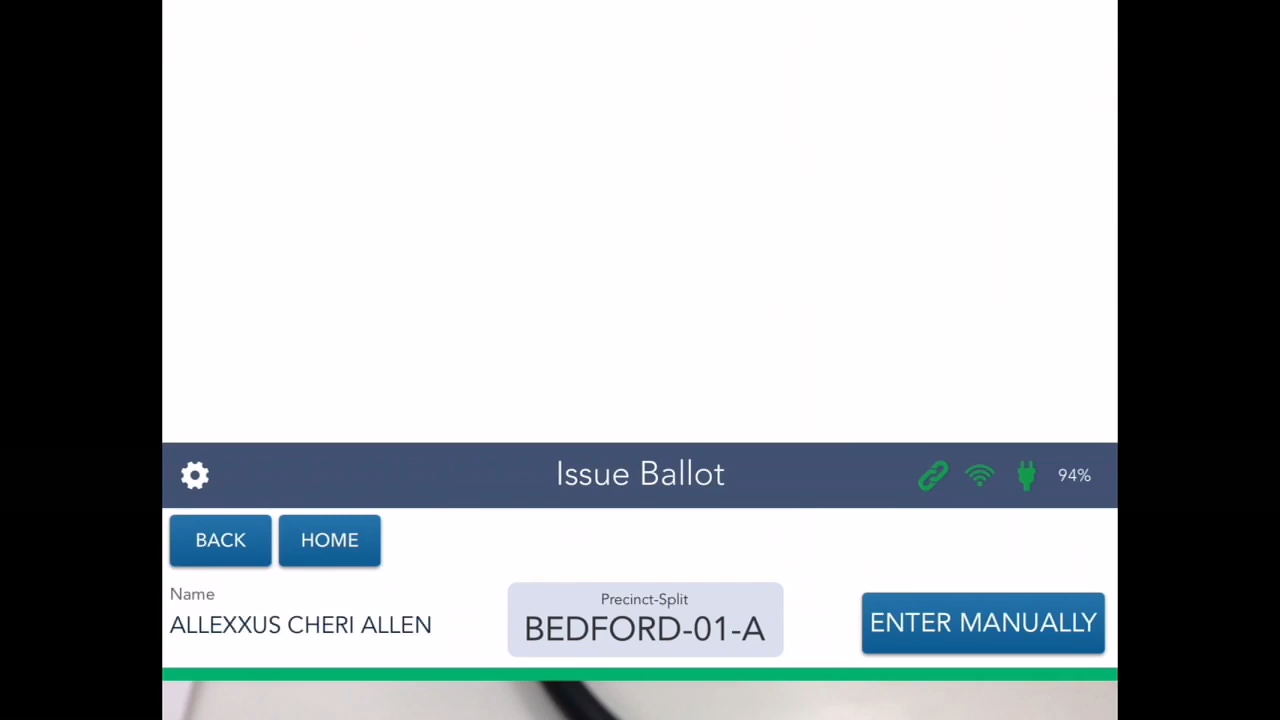 Issue Ballot
94%
BACK
HOME
Name
ALLEXXUS CHERI ALLEN
Precinct-Split
BEDFORD-01-A
ENTER MANUALLY